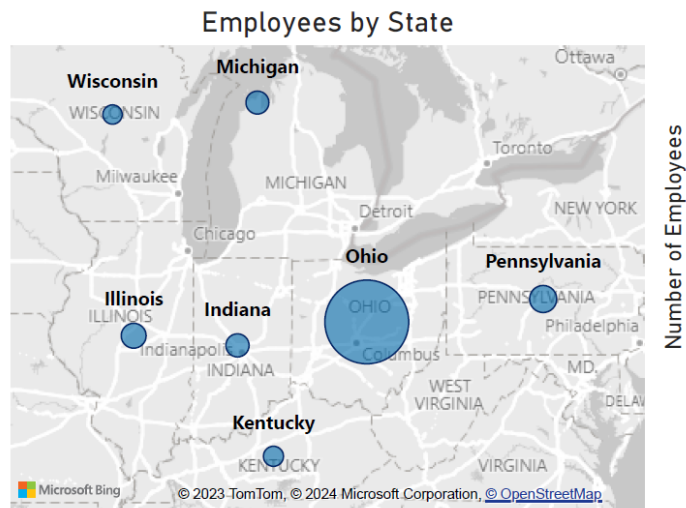 Employees by State
Ottawa
Michigan
Wisconsin
WISCONSIN
Toronto
Milwaukee
MICHIGAN
NEW YORK
Detroit
Chicago
Ohio
Pennsylvania
Illinois
Indiana
OHIO
PENNSYLVANIA
ILLINOIS
Philadelphia
Indianapolis
Columbus
INDIANA
MD.
WEST
VIRGINIA
DELAW
Kentucky
KENTUCKY
VIRGINIA
Microsoft Bing
© 2023 TomTom, © 2024 Microsoft Corporation, © OpenStreetMap
Number of Employees